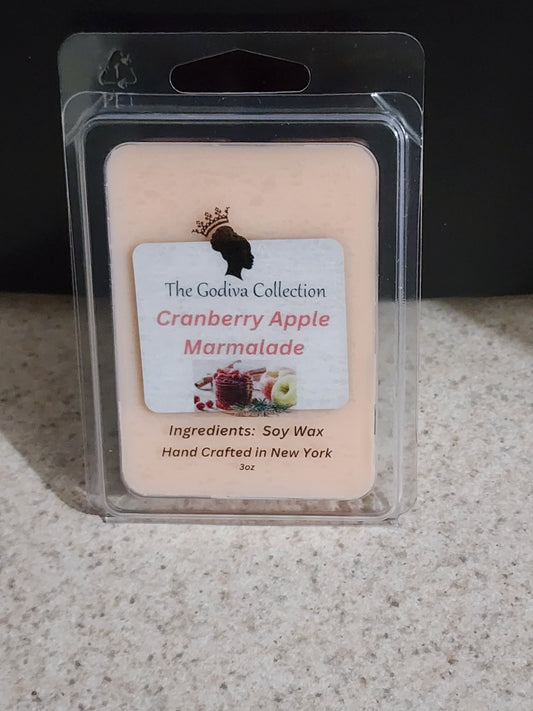 PET
The Godiva Collection
Cranberry Apple
Marmalade
Ingredients: Soy Wax
Hand Crafted in New York
3oz